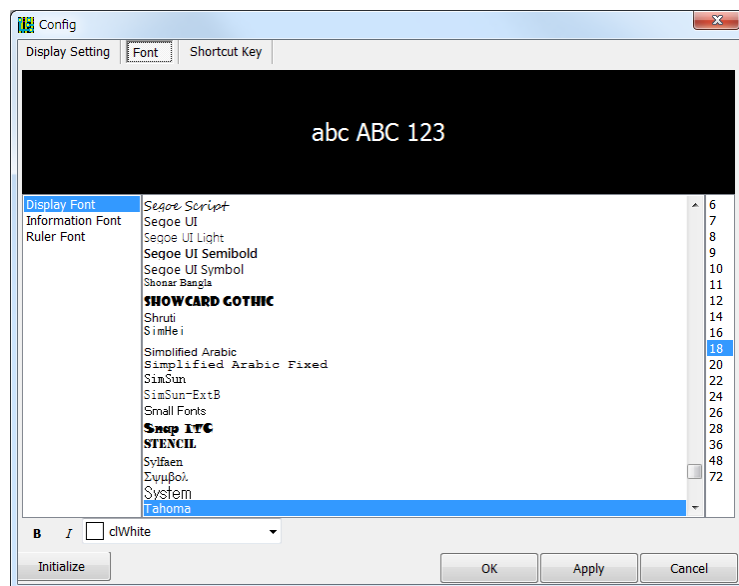 Config
Display Setting Font Shortcut Key
abc ABC 123
Display Font
Information Font
Ruler Font
Segoe Script
Segoe UI
Segoe UI Light
Segoe UI Semibold
Segoe UI Symbol
Shonar Bangla
SHOWCARD GOTHIC
Shruti
SimHei
Simplified Arabic
Simplified Arabic Fixed
SimSun
SimSun-ExtB
Small Fonts
Snap ITC
STENCIL
Sylfaen
Σψμβολ
System
Tahoma
6
7
8
9
10
11
12
14
16
18
20
22
24
26
28
36
48
72
B I clWhite
Initialize OK Apply Cancel